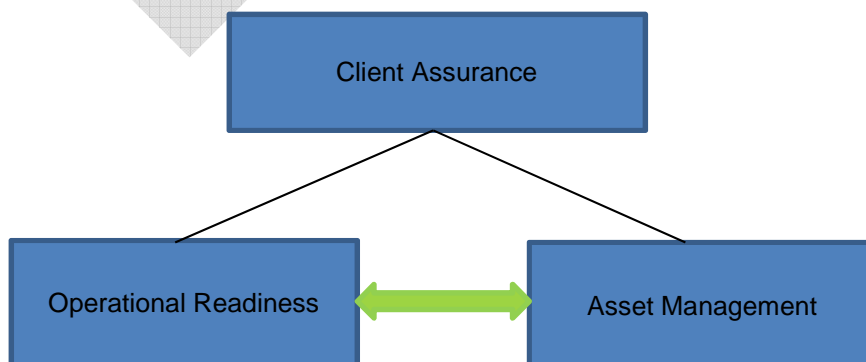 Client Assurance
Operational Readiness
Asset Management